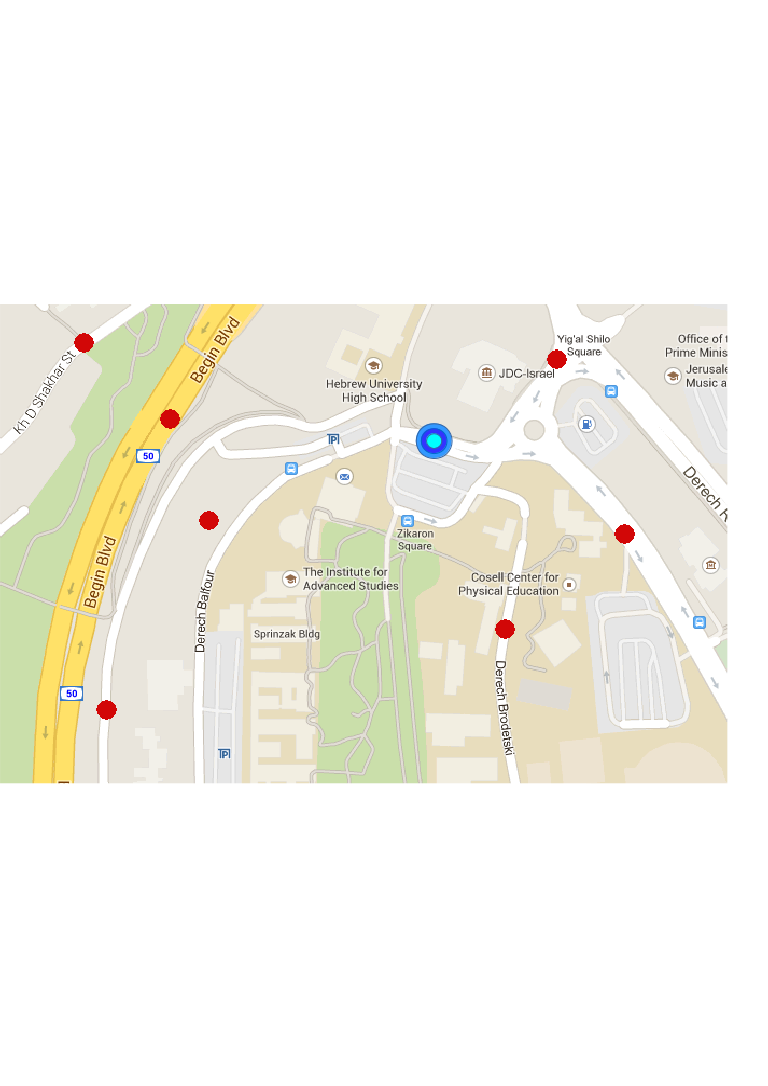 Yig'al Shilo
Square
Office of t
Prime Minis
JDC-Israel
Jerusale
Music a
Begin Blvd
Kh D Shakhar St
Hebrew University
High School
50
Derech R
Zikaron
Square
The Institute for
Advanced Studies
Cosell Center for
Physical Education
Begin Blvd
Derech Balfour
Sprinzak Bldg
50
Derech Brodetski
P
P